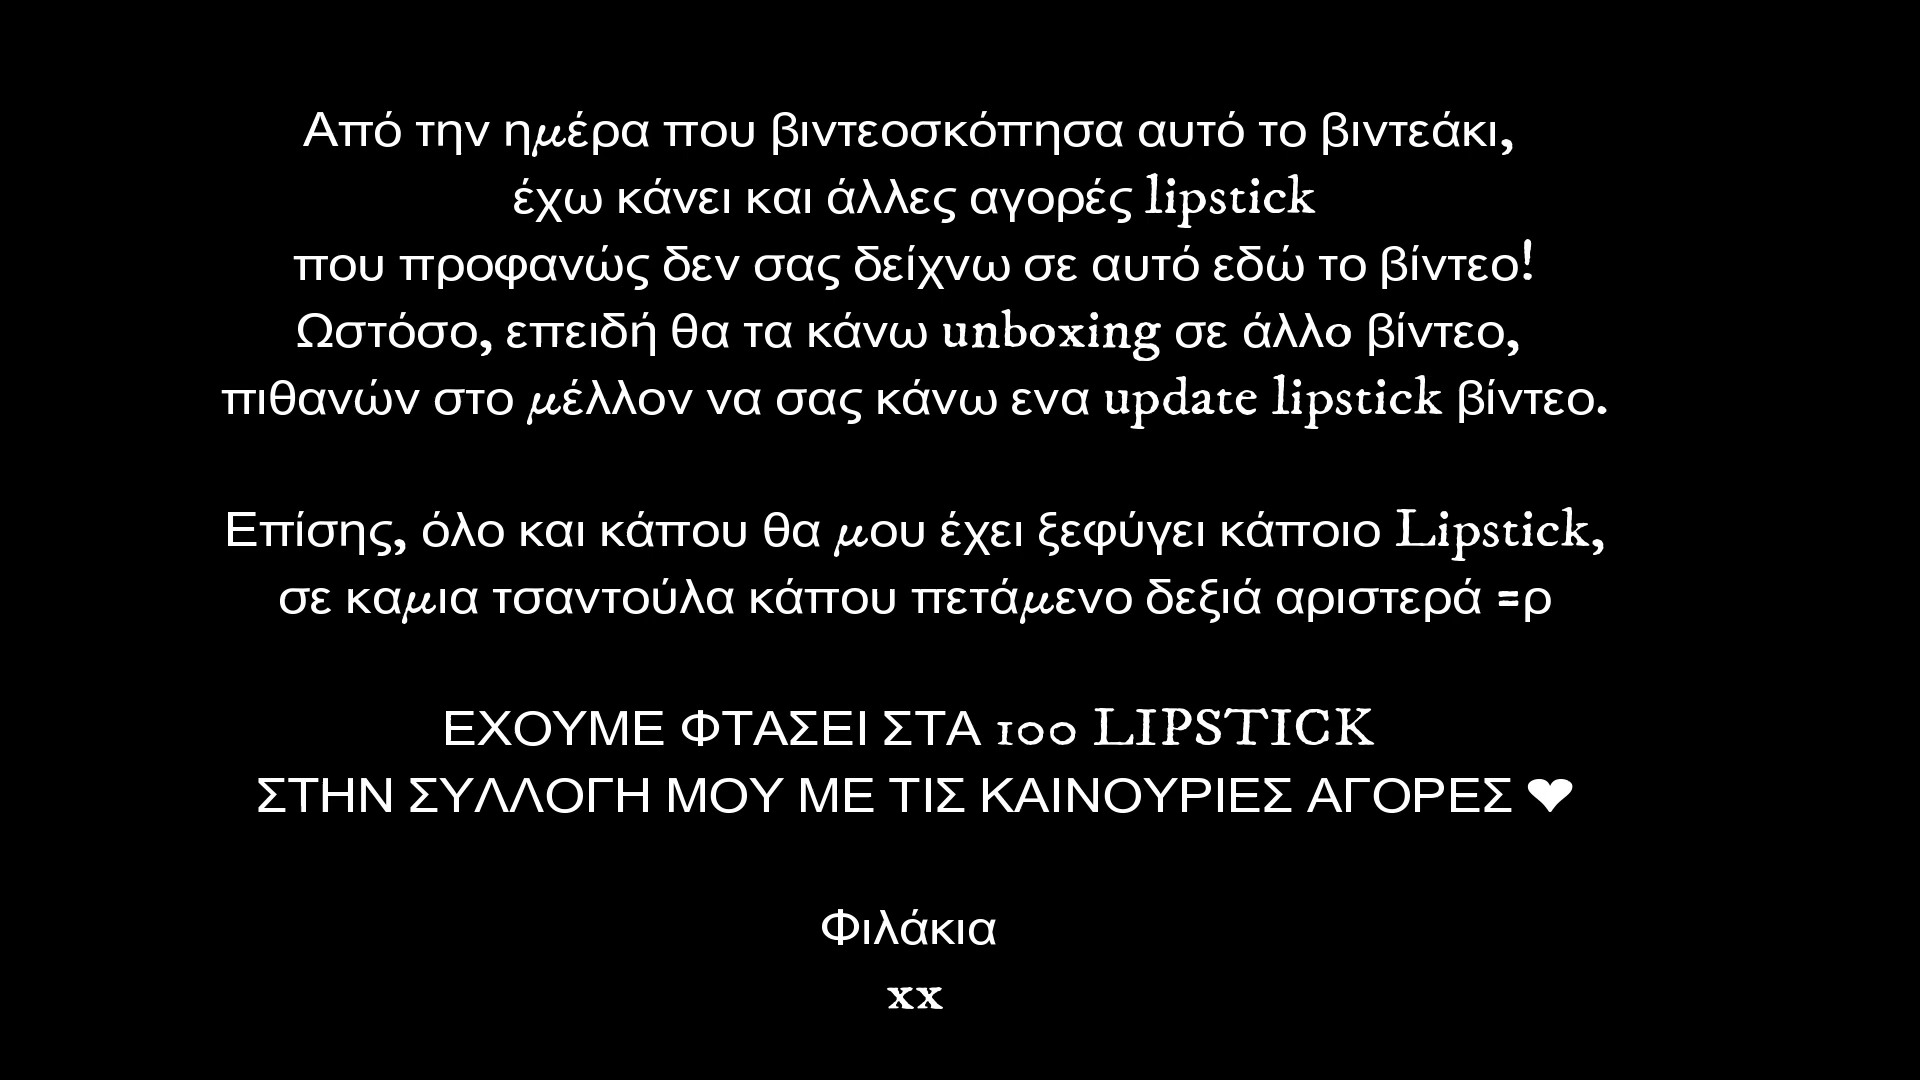 Από την ημέρα που βιντεοσκόπησα αυτό το βιντεάκι,
έχω κάνει και άλλες αγορές lipstick
που προφανώς δεν σας δείχνω σε αυτό εδώ το βίντεο!
Ωστόσο, επειδή θα τα κάνω unboxing σε άλλο βίντεο,
πιθανών στο μέλλον να σας κάνω ενα update lipstick βίντεο.
Επίσης, όλο και κάπου θα μου έχει ξεφύγει κάποιο Lipstick,
σε καμια τσαντούλα κάπου πετάμενο δεξιά αριστερά =ρ
ΕΧΟΥΜΕ ΦΤΑΣΕΙ ΣΤΑ 100 LIPSTICK
ΣΤΗΝ ΣΥΛΛΟΓΗ ΜΟΥ ΜΕ ΤΙΣ ΚΑΙΝΟΥΡΙΕΣ ΑΓΟΡΕΣ ❤
Φιλάκια
xx